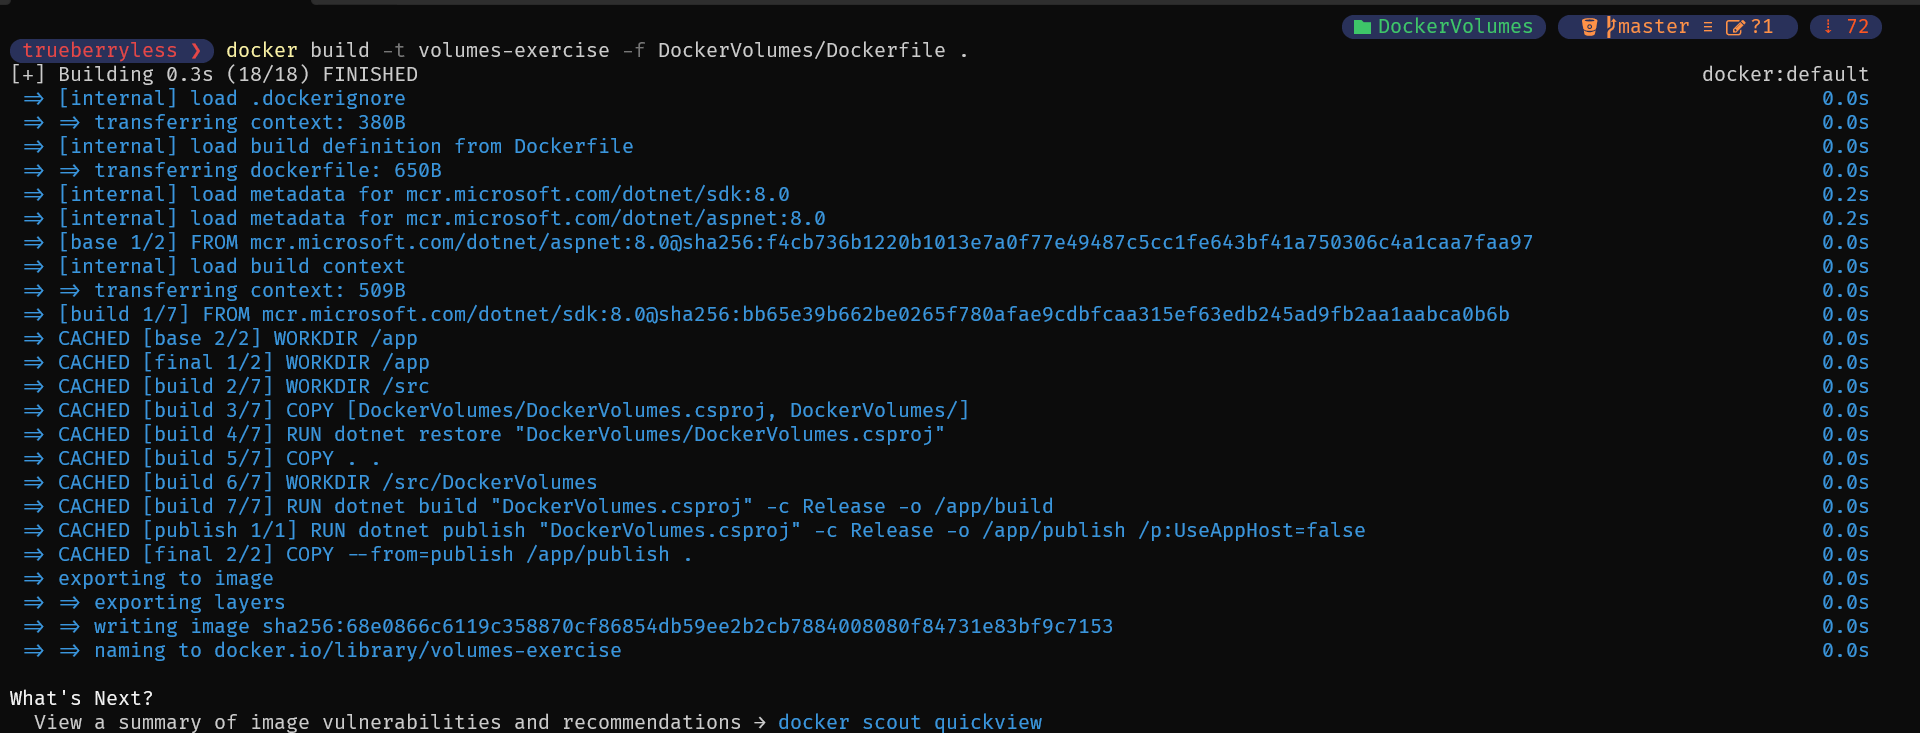 DockerVolumes master ≡ ?1 72
trueberryless ❯ docker build -t volumes-exercise -f DockerVolumes/Dockerfile .
[+] Building 0.3s (18/18) FINISHED docker:default
=> [internal] load .dockerignore 0.0s
=> => transferring context: 380B 0.0s
=> [internal] load build definition from Dockerfile 0.0s
=> => transferring dockerfile: 650B 0.0s
=> [internal] load metadata for mcr.microsoft.com/dotnet/sdk:8.0 0.2s
=> [internal] load metadata for mcr.microsoft.com/dotnet/aspnet:8.0 0.2s
=> [base 1/2] FROM mcr.microsoft.com/dotnet/aspnet:8.0@sha256:f4cb736b1220b1013e7a0f77e49487c5cc1fe643bf41a750306c4a1caa7faa97 0.0s
=> [internal] load build context 0.0s
=> => transferring context: 509B 0.0s
=> [build 1/7] FROM mcr.microsoft.com/dotnet/sdk:8.0@sha256:bb65e39b662be0265f780afae9cdbfcaa315ef63edb245ad9fb2aa1aabca0b6b 0.0s
=> CACHED [base 2/2] WORKDIR /app 0.0s
=> CACHED [final 1/2] WORKDIR /app 0.0s
=> CACHED [build 2/7] WORKDIR /src 0.0s
=> CACHED [build 3/7] COPY [DockerVolumes/DockerVolumes.csproj, DockerVolumes/] 0.0s
=> CACHED [build 4/7] RUN dotnet restore "DockerVolumes/DockerVolumes.csproj" 0.0s
=> CACHED [build 5/7] COPY . . 0.0s
=> CACHED [build 6/7] WORKDIR /src/DockerVolumes 0.0s
=> CACHED [build 7/7] RUN dotnet build "DockerVolumes.csproj" -c Release -o /app/build 0.0s
=> CACHED [publish 1/1] RUN dotnet publish "DockerVolumes.csproj" -c Release -o /app/publish /p:UseAppHost=false 0.0s
=> CACHED [final 2/2] COPY --from=publish /app/publish . 0.0s
=> exporting to image 0.0s
=> => exporting layers 0.0s
=> => writing image sha256:68e0866c6119c358870cf86854db59ee2b2cb7884008080f84731e83bf9c7153 0.0s
=> => naming to docker.io/library/volumes-exercise 0.0s
What's Next?
View a summary of image vulnerabilities and recommendations → docker scout quickview